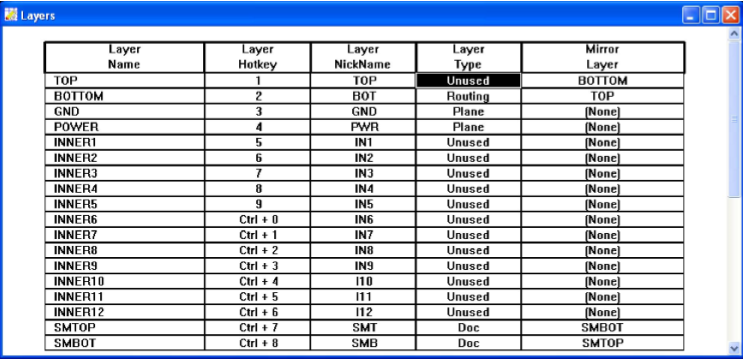 Layers
Layer Layer Layer Layer Mirror
Name Hotkey NickName Type Layer
TOP 1 TOP Unused BOTTOM
BOTTOM 2 BOT Routing TOP
GND 3 GND Plane (None)
POWER 4 PWR Plane (None)
INNER1 5 IN1 Unused (None)
INNER2 6 IN2 Unused (None)
INNER3 7 IN3 Unused (None)
INNER4 8 IN4 Unused (None)
INNER5 9 IN5 Unused (None)
INNER6 Ctrl + 0 IN6 Unused (None)
INNER7 Ctrl + 1 IN7 Unused (None)
INNER8 Ctrl + 2 IN8 Unused (None)
INNER9 Ctrl + 3 IN9 Unused (None)
INNER10 Ctrl + 4 I10 Unused (None)
INNER11 Ctrl + 5 I11 Unused (None)
INNER12 Ctrl + 6 I12 Unused (None)
SMTOP Ctrl + 7 SMT Doc SMBOT
SMBOT Ctrl + 8 SMB Doc SMTOP